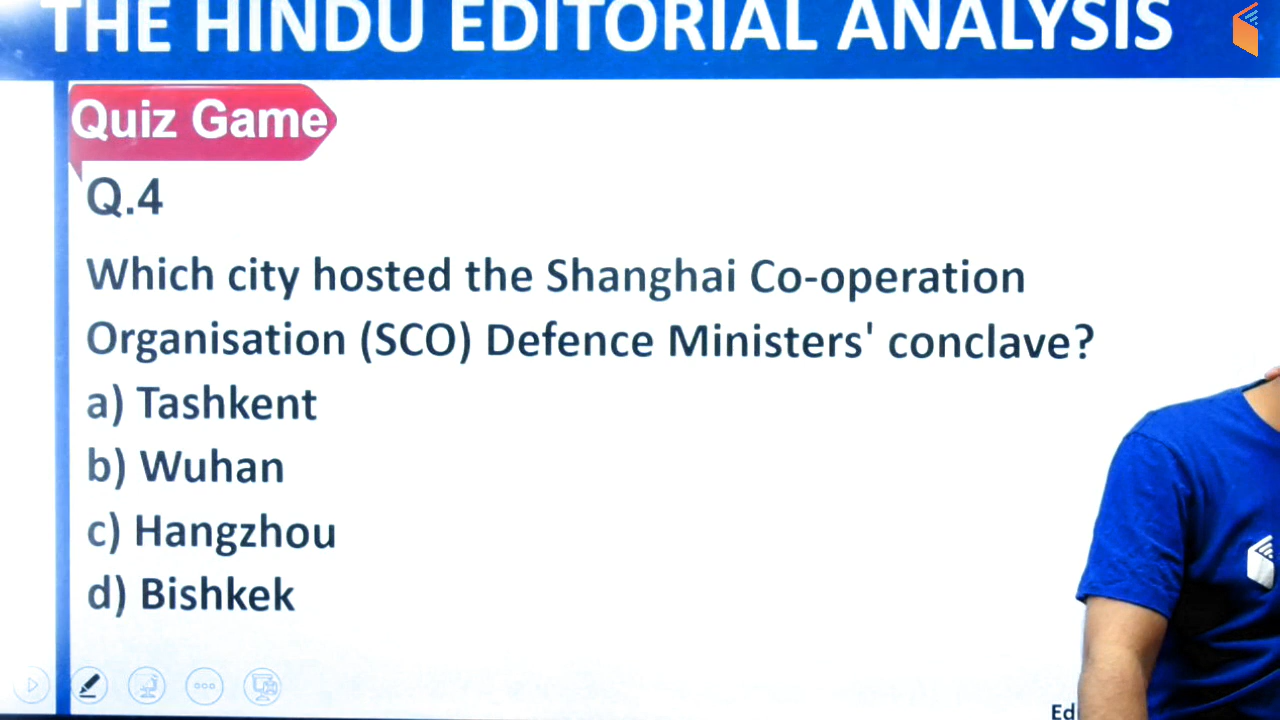 THE HINDU EDITORIAL ANALYSIS
Quiz Game
Q.4
Which city hosted the Shanghai Co-operation
Organisation (SCO) Defence Ministers' conclave?
a) Tashkent
b) Wuhan
c) Hangzhou
d) Bishkek
Ed